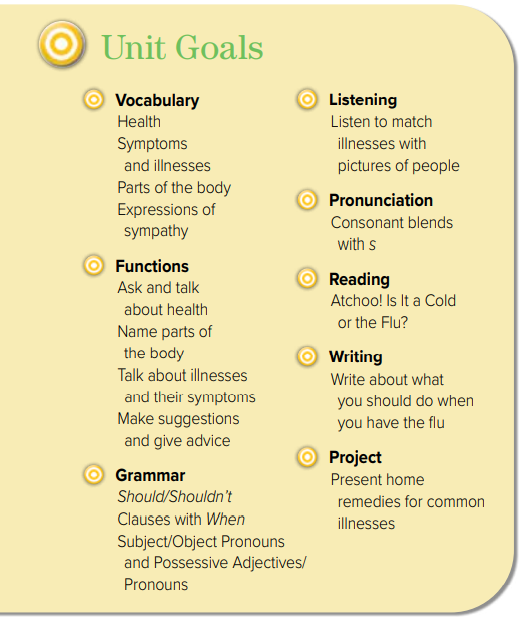 Unit Goals
Vocabulary
Health
Symptoms
and illnesses
Parts of the body
Expressions of
sympathy
Functions
Ask and talk
about health
Name parts of
the body
Talk about illnesses
and their symptoms
Make suggestions
and give advice
Grammar
Should/Shouldn't
Clauses with When
Subject/Object Pronouns
and Possessive Adjectives/
Pronouns
Listening
Listen to match
illnesses with
pictures of people
Pronunciation
Consonant blends
with s
Reading
Atchoo! Is It a Cold
or the Flu?
Writing
Write about what
you should do when
you have the flu
Project
Present home
remedies for common
illnesses